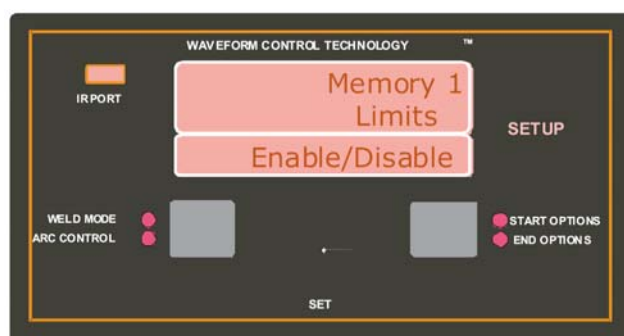 WAVEFORM CONTROL TECHNOLOGY ™
IR PORT
Memory 1
Limits
SETUP
Enable/Disable
WELD MODE
ARC CONTROL
START OPTIONS
END OPTIONS
SET